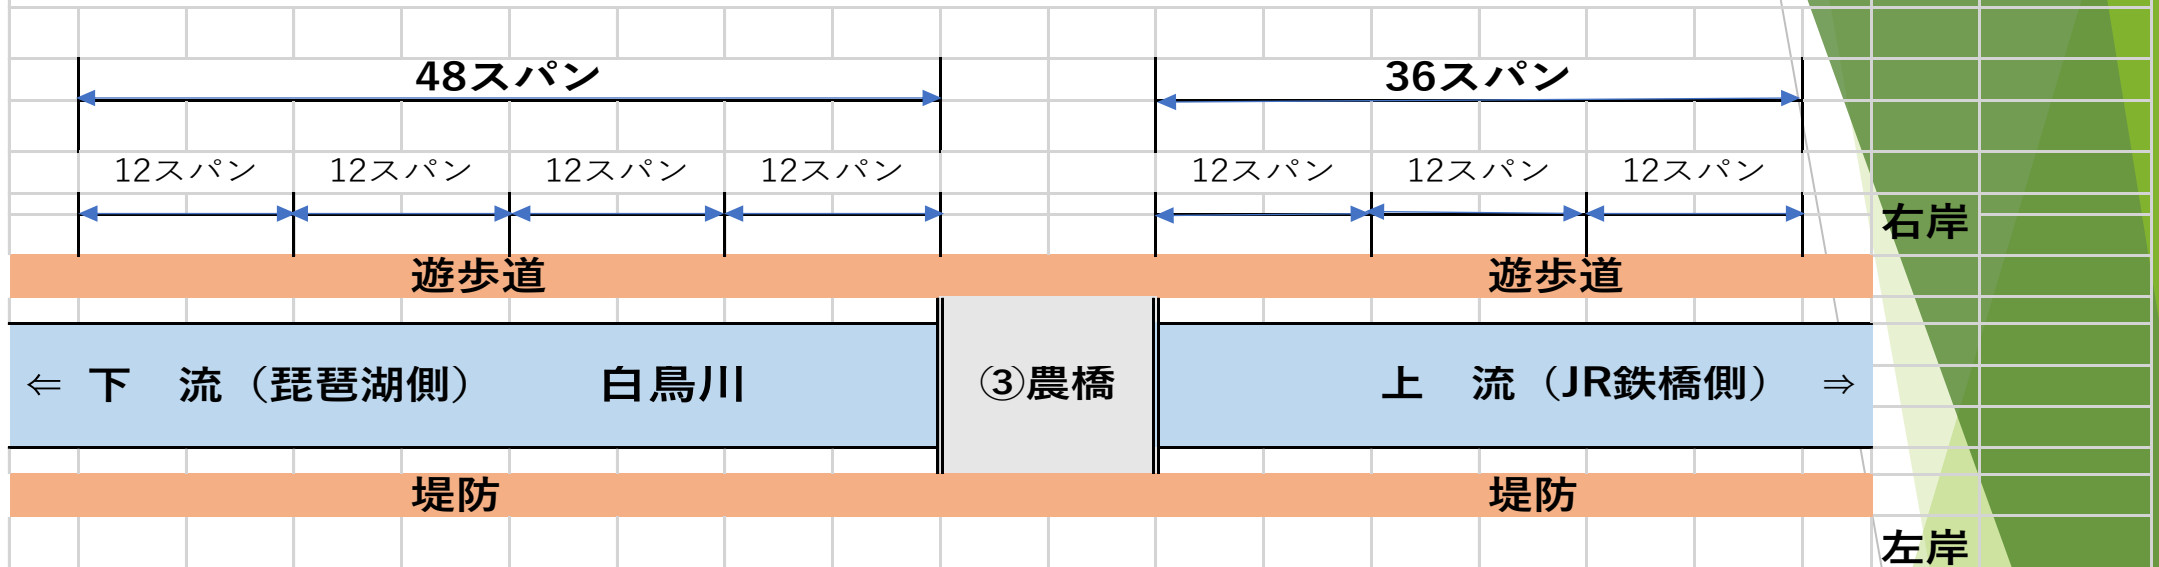 48スパン 36スパン
12スパン 12スパン 12スパン 12スパン 12スパン 12スパン 12スパン
右岸
遊歩道 遊歩道
⇐ 下　流（琵琶湖側）　白鳥川 ③農橋 上　流（JR鉄橋側） ⇒
堤防 堤防
左岸